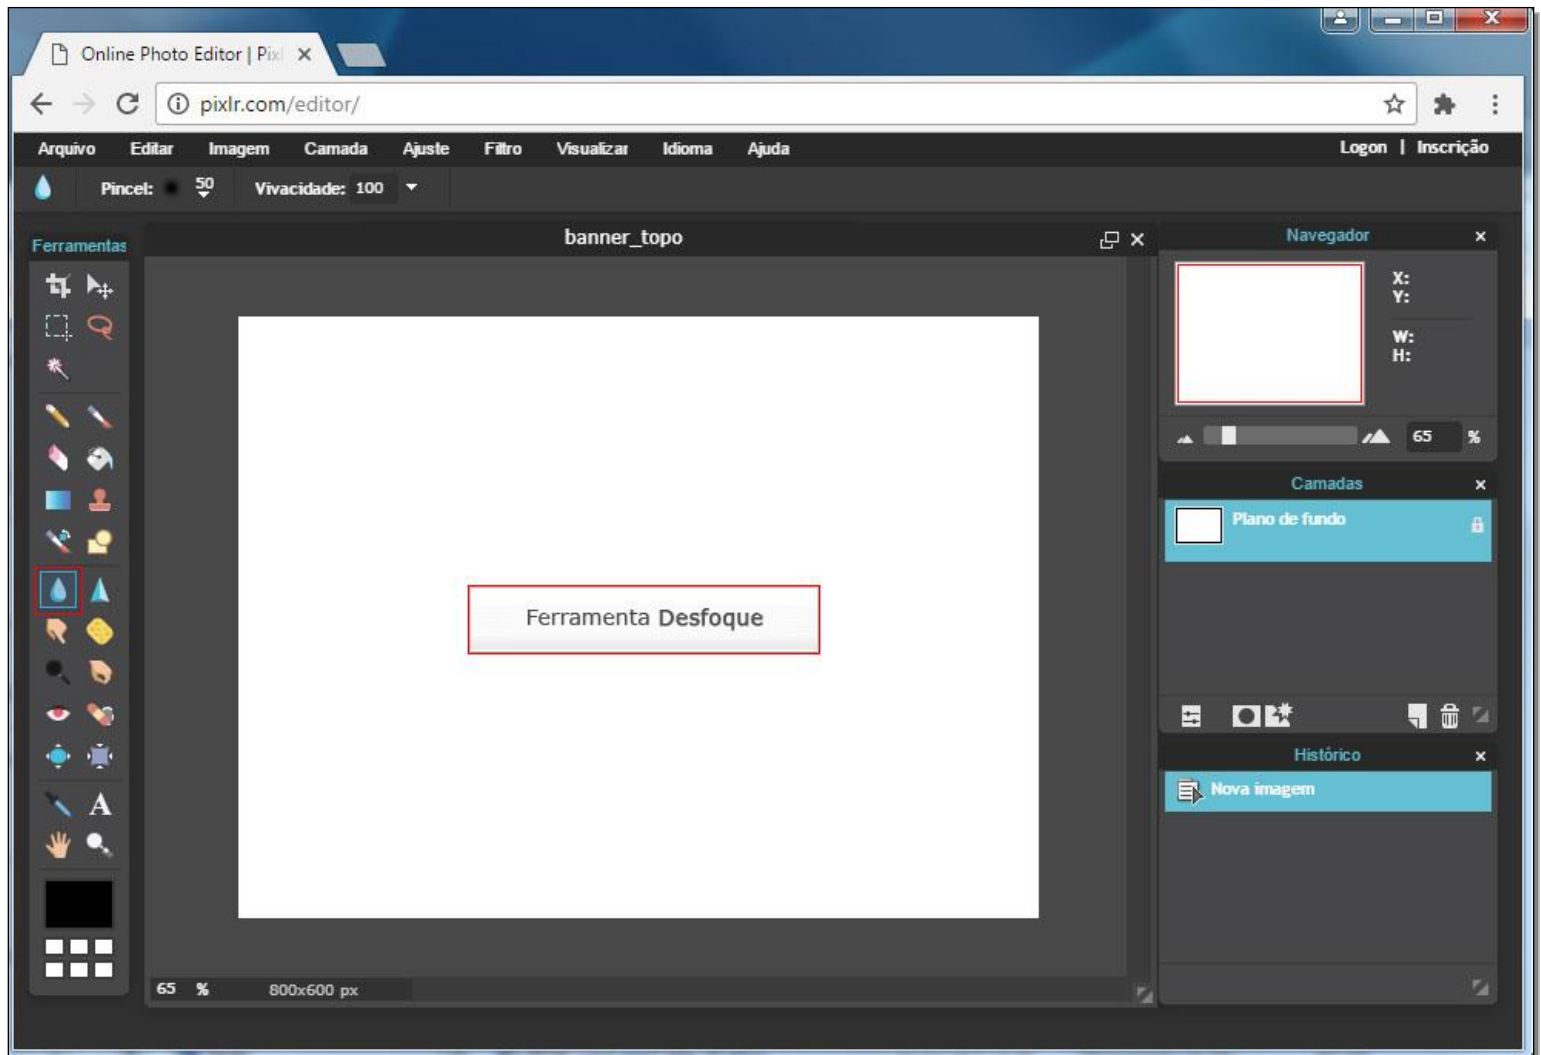 Online Photo Editor | Pixl
pixlr.com/editor/
Arquivo Editar Imagem Camada Ajuste Filtro Visualizar Idioma Ajuda Logon | Inscrição
Pincel: 50 Vivacidade: 100
Ferramentas
banner_topo
Navegador
X:
Y:
W:
H:
65 %
Camadas
Plano de fundo
Ferramenta Desfoque
Histórico
Nova imagem
A
65 % 800x600 px